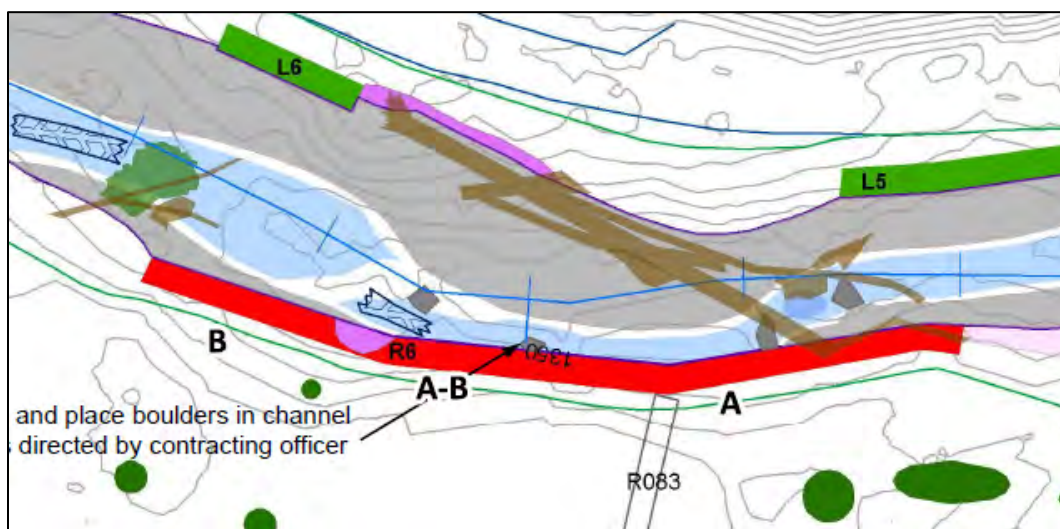 L6
L5
B
R6
1350
A-B
A
and place boulders in channel
directed by contracting officer
R083